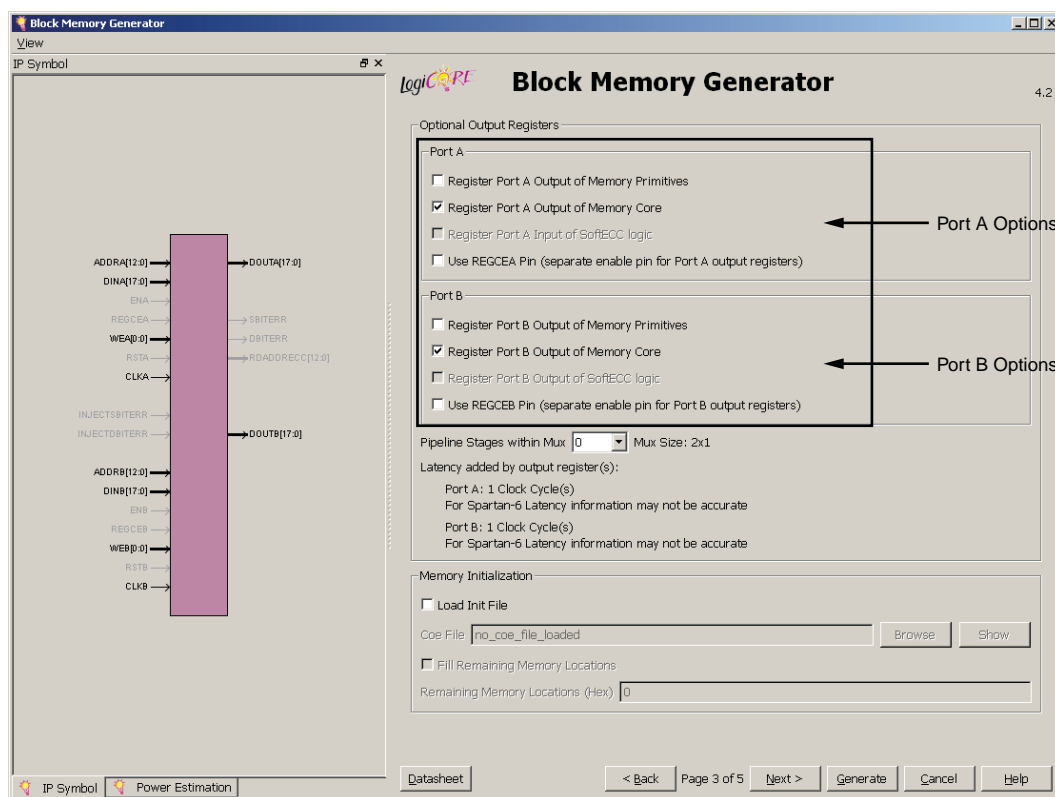 Block Memory Generator
View
IP Symbol
ADDRA[12:0]
DOUTA[17:0]
DINA[17:0]
ENA
REGCEA
SBITERR
WEA[0:0]
DBITERR
RSTA
RDADDRECC[12:0]
CLKA
INJECTSBITERR
INJECTDBITERR
DOUTB[17:0]
ADDRB[12:0]
DINB[17:0]
ENB
REGCEB
WEB[0:0]
RSTB
CLKB
IP Symbol
Power Estimation
LogiCORE
Block Memory Generator
4.2
Optional Output Registers
Port A
Register Port A Output of Memory Primitives
Register Port A Output of Memory Core
Register Port A Input of SoftECC logic
Use REGCEA Pin (separate enable pin for Port A output registers)
Port A Options
Port B
Register Port B Output of Memory Primitives
Register Port B Output of Memory Core
Register Port B Output of SoftECC logic
Use REGCEB Pin (separate enable pin for Port B output registers)
Port B Options
Pipeline Stages within Mux 0 Mux Size: 2x1
Latency added by output register(s):
Port A: 1 Clock Cycle(s)
For Spartan-6 Latency information may not be accurate
Port B: 1 Clock Cycle(s)
For Spartan-6 Latency information may not be accurate
Memory Initialization
Load Init File
Coe File no_coe_file_loaded Browse Show
Fill Remaining Memory Locations
Remaining Memory Locations (Hex) 0
Datasheet < Back Page 3 of 5 Next > Generate Cancel Help